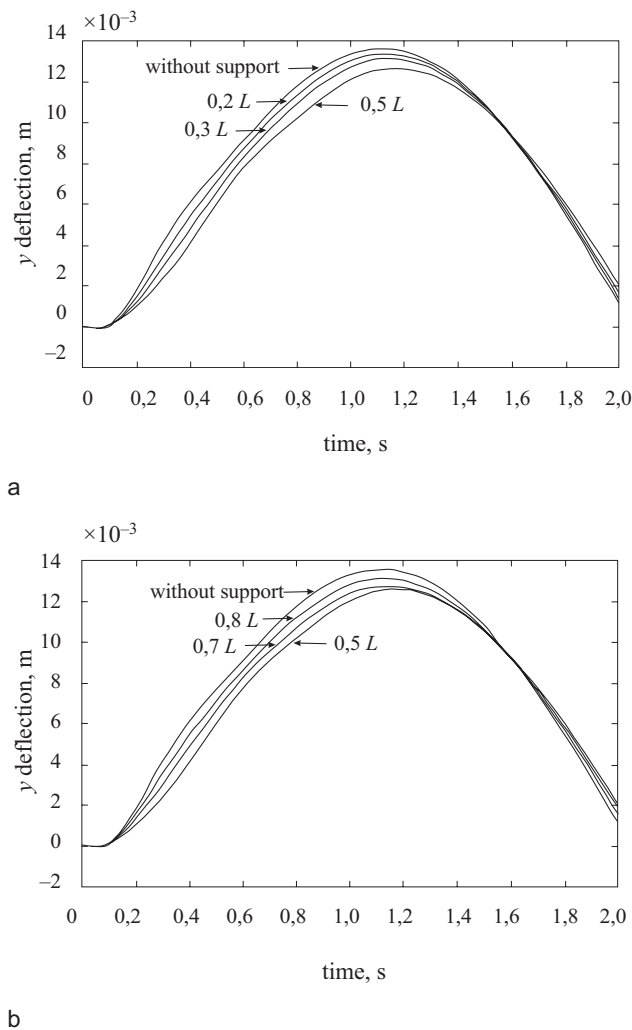 ×10⁻³
14
12
10
8
6
4
2
0
–2
y deflection, m
without support
0,2 L
0,3 L
0,5 L
0 0,2 0,4 0,6 0,8 1,0 1,2 1,4 1,6 1,8 2,0
time, s
a
×10⁻³
14
12
10
8
6
4
2
0
–2
y deflection, m
without support
0,8 L
0,7 L
0,5 L
0 0,2 0,4 0,6 0,8 1,0 1,2 1,4 1,6 1,8 2,0
time, s
b